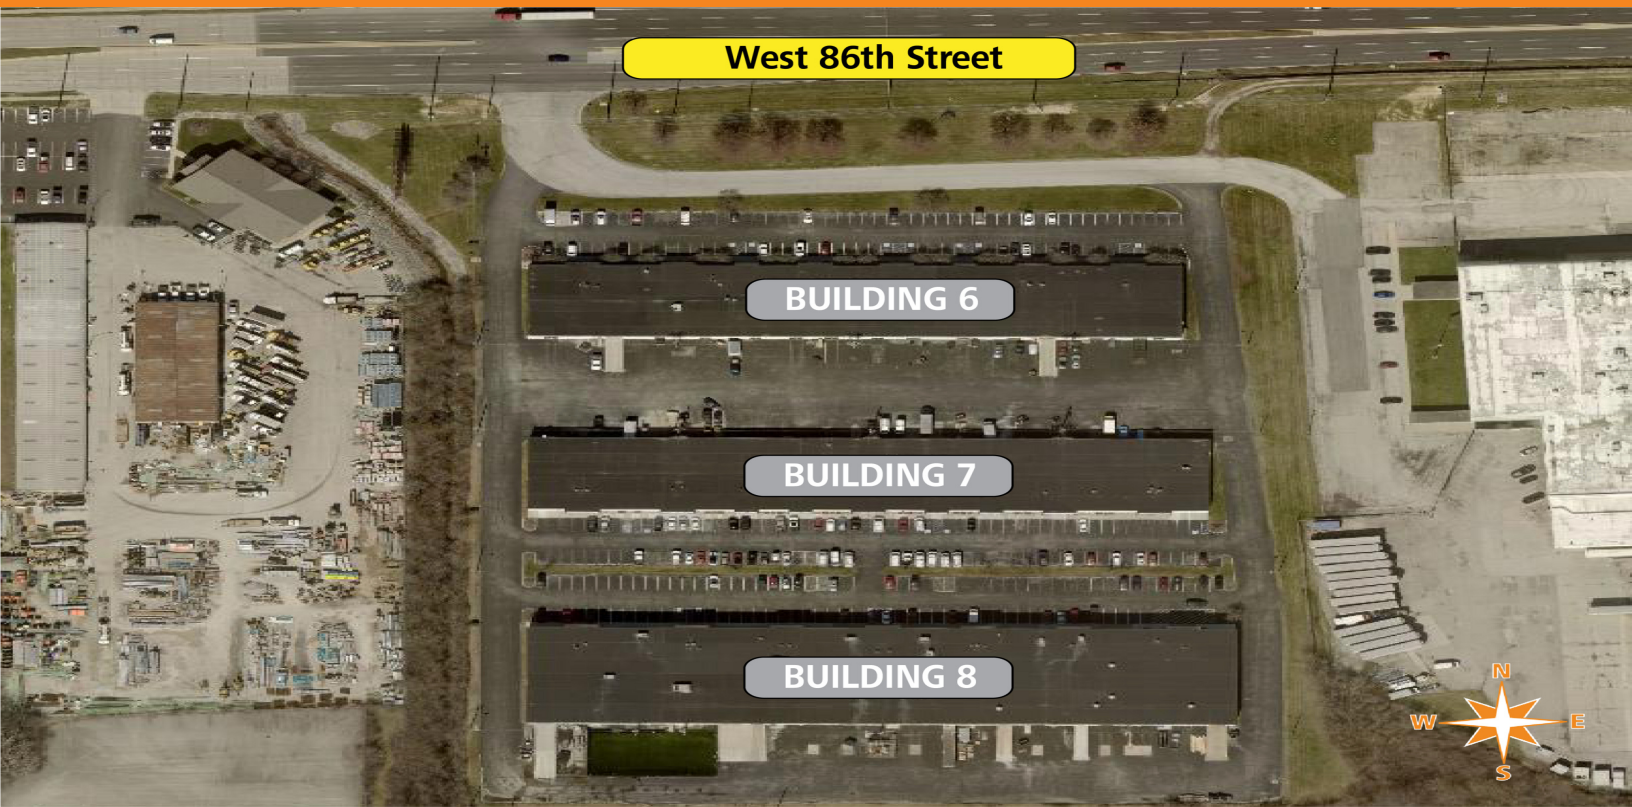 West 86th Street
BUILDING 6
BUILDING 7
BUILDING 8
N
W
E
S